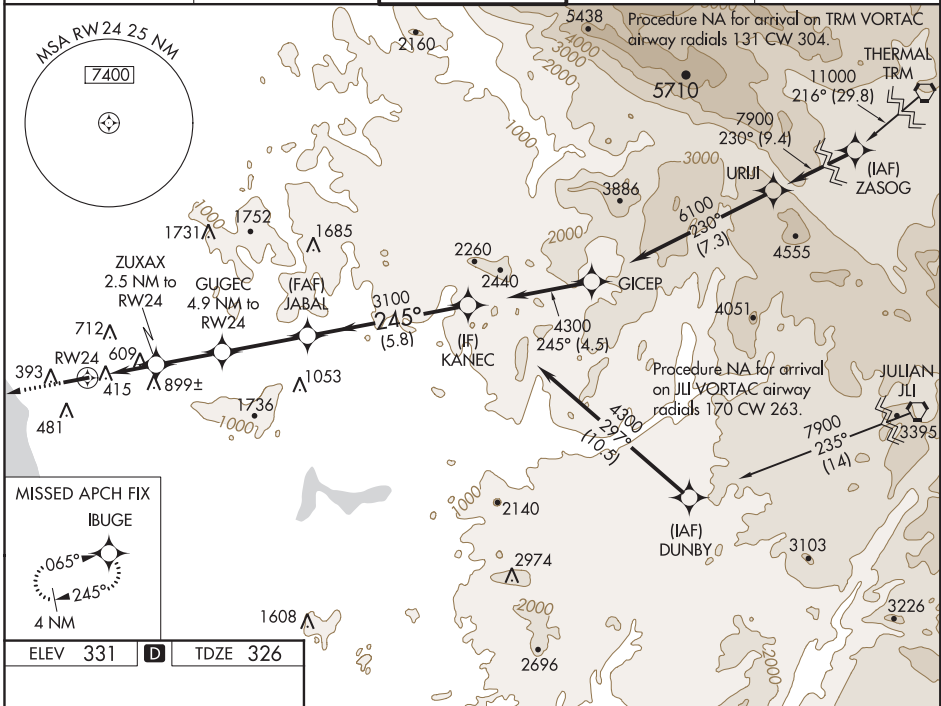 MSA RW24 25 NM
7400
2160
5438
4000
3000
2000
5710
Procedure NA for arrival on TRM VORTAC
airway radials 131 CW 304.
THERMAL
TRM
11000
216° (29.8)
7900
230° (9.4)
(IAF)
ZASOG
URIJI
1000
3000
3886
2000
6100
230°
(7.3)
4555
1000
1752
1731
1685
2260
2440
GICEP
ZUXAX
2.5 NM to
RW24
GUGEC
4.9 NM to
RW24
(FAF)
JABAL
3100
245°
(5.8)
(IF)
KANEC
4300
245° (4.5)
4051
712
609
RW24
393
415
899±
1053
481
1736
1000
Procedure NA for arrival
on JLI VORTAC airway
radials 170 CW 263.
JULIAN
JLI
3395
7900
235°
(14)
4300
297°
(10.5)
1000
(IAF)
DUNBY
1000
2140
3103
2974
2000
2696
1608
3226
2000
MISSED APCH FIX
IBUGE
065°
245°
4 NM
ELEV 331 D TDZE 326